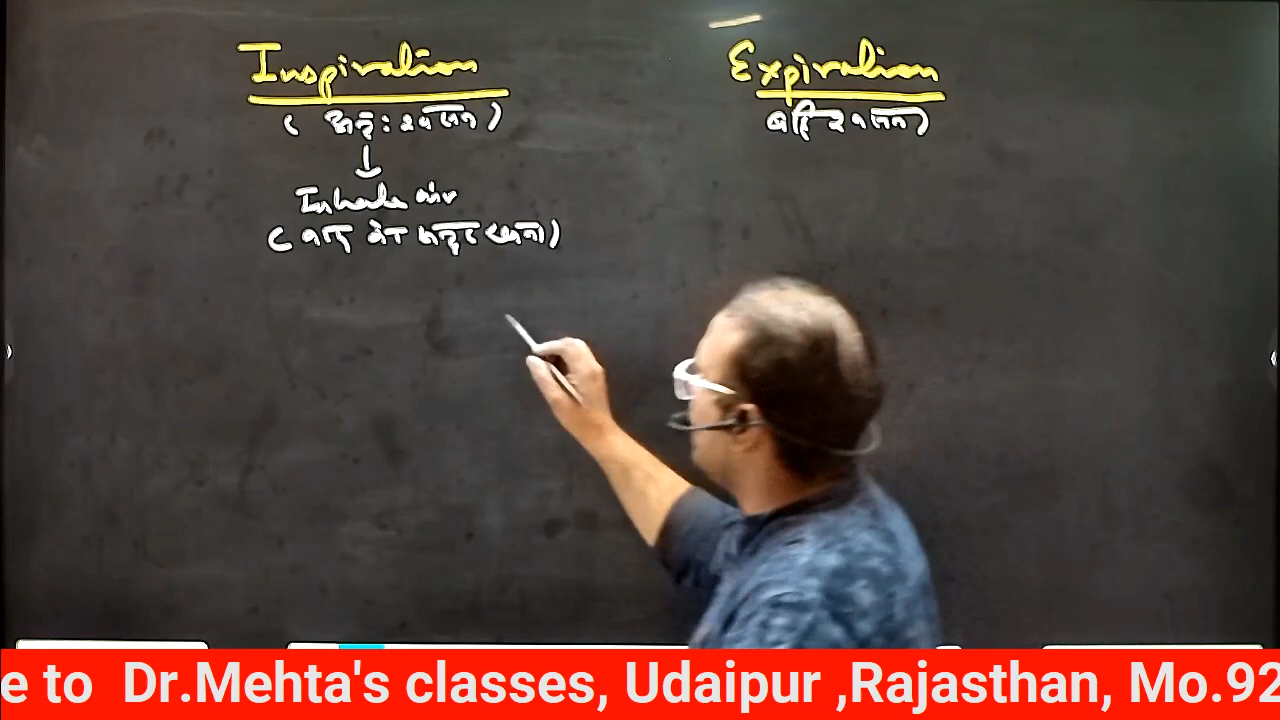 Inspiration
( अन्तः श्वसन )
Inhale air
( वायु को अन्दर लेना )
Expiration
बहिःश्वसन
e to Dr.Mehta's classes, Udaipur ,Rajasthan, Mo.92